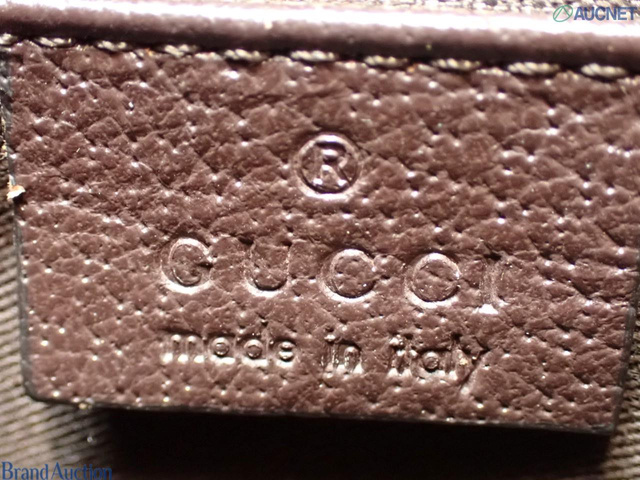 AUCNET
®
GUCCI
made in italy
Brand Auction